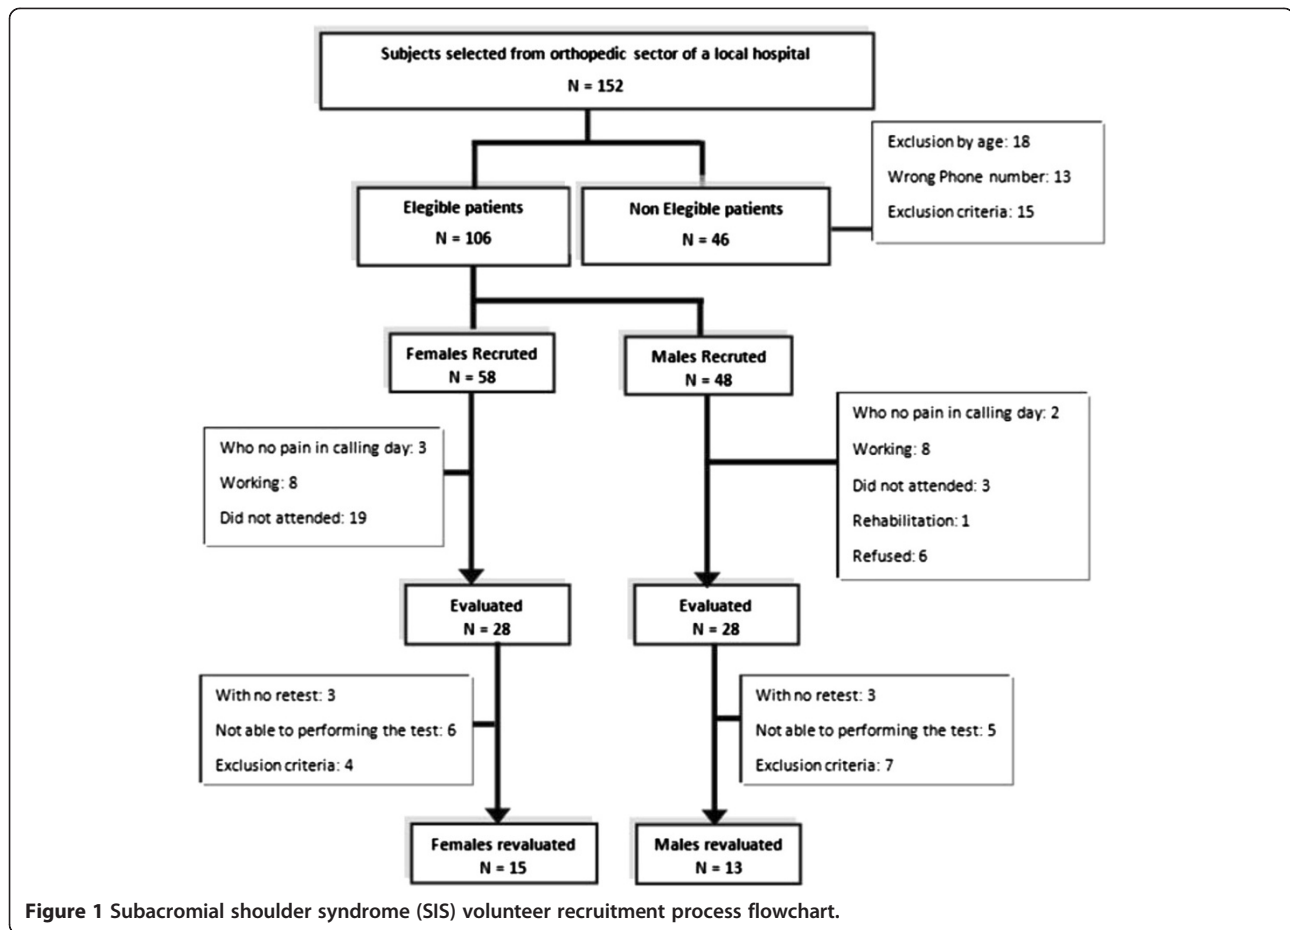 Subjects selected from orthopedic sector of a local hospital
N = 152
Exclusion by age: 18
Wrong Phone number: 13
Exclusion criteria: 15
Elegible patients
N = 106
Non Elegible patients
N = 46
Females Recruted
N = 58
Males Recruted
N = 48
Who no pain in calling day: 3
Working: 8
Did not attended: 19
Who no pain in calling day: 2
Working: 8
Did not attended: 3
Rehabilitation: 1
Refused: 6
Evaluated
N = 28
Evaluated
N = 28
With no retest: 3
Not able to performing the test: 6
Exclusion criteria: 4
With no retest: 3
Not able to performing the test: 5
Exclusion criteria: 7
Females revaluated
N = 15
Males revaluated
N = 13
Figure 1 Subacromial shoulder syndrome (SIS) volunteer recruitment process flowchart.